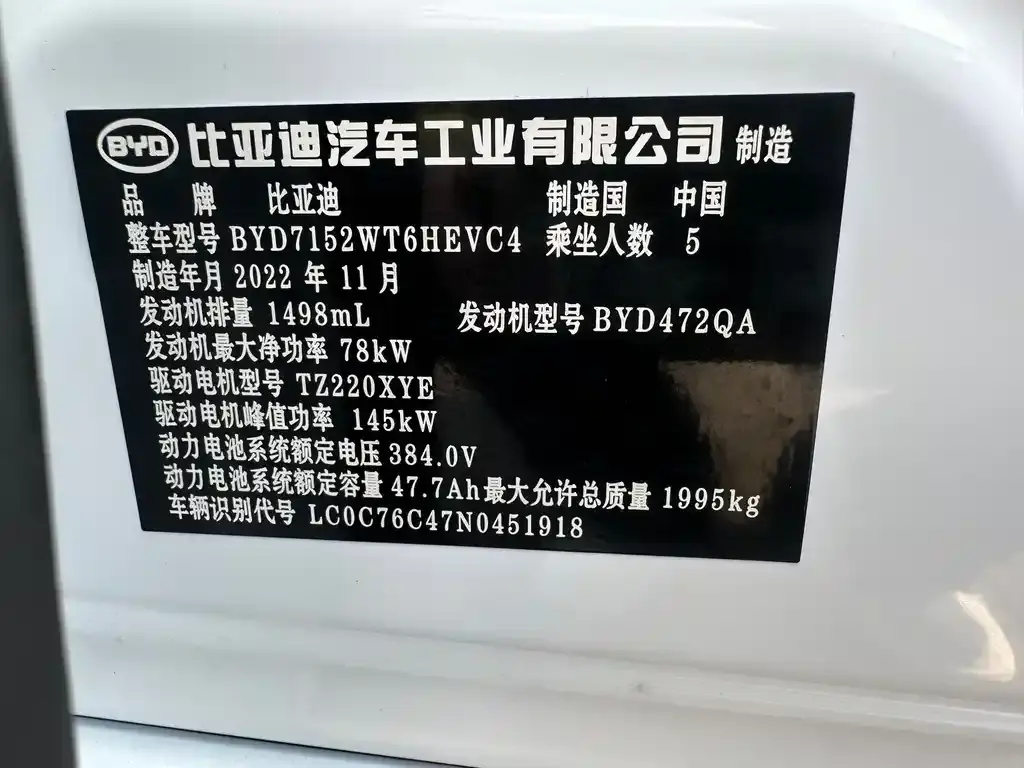 BYD 比亚迪汽车工业有限公司 制造
品 牌 比亚迪 制造国 中国
整车型号 BYD7152WT6HEVC4 乘坐人数 5
制造年月 2022 年 11 月
发动机排量 1498mL 发动机型号 BYD472QA
发动机最大净功率 78kW
驱动电机型号 TZ220XYE
驱动电机峰值功率 145kW
动力电池系统额定电压 384.0V
动力电池系统额定容量 47.7Ah 最大允许总质量 1995kg
车辆识别代号 LC0C76C47N0451918